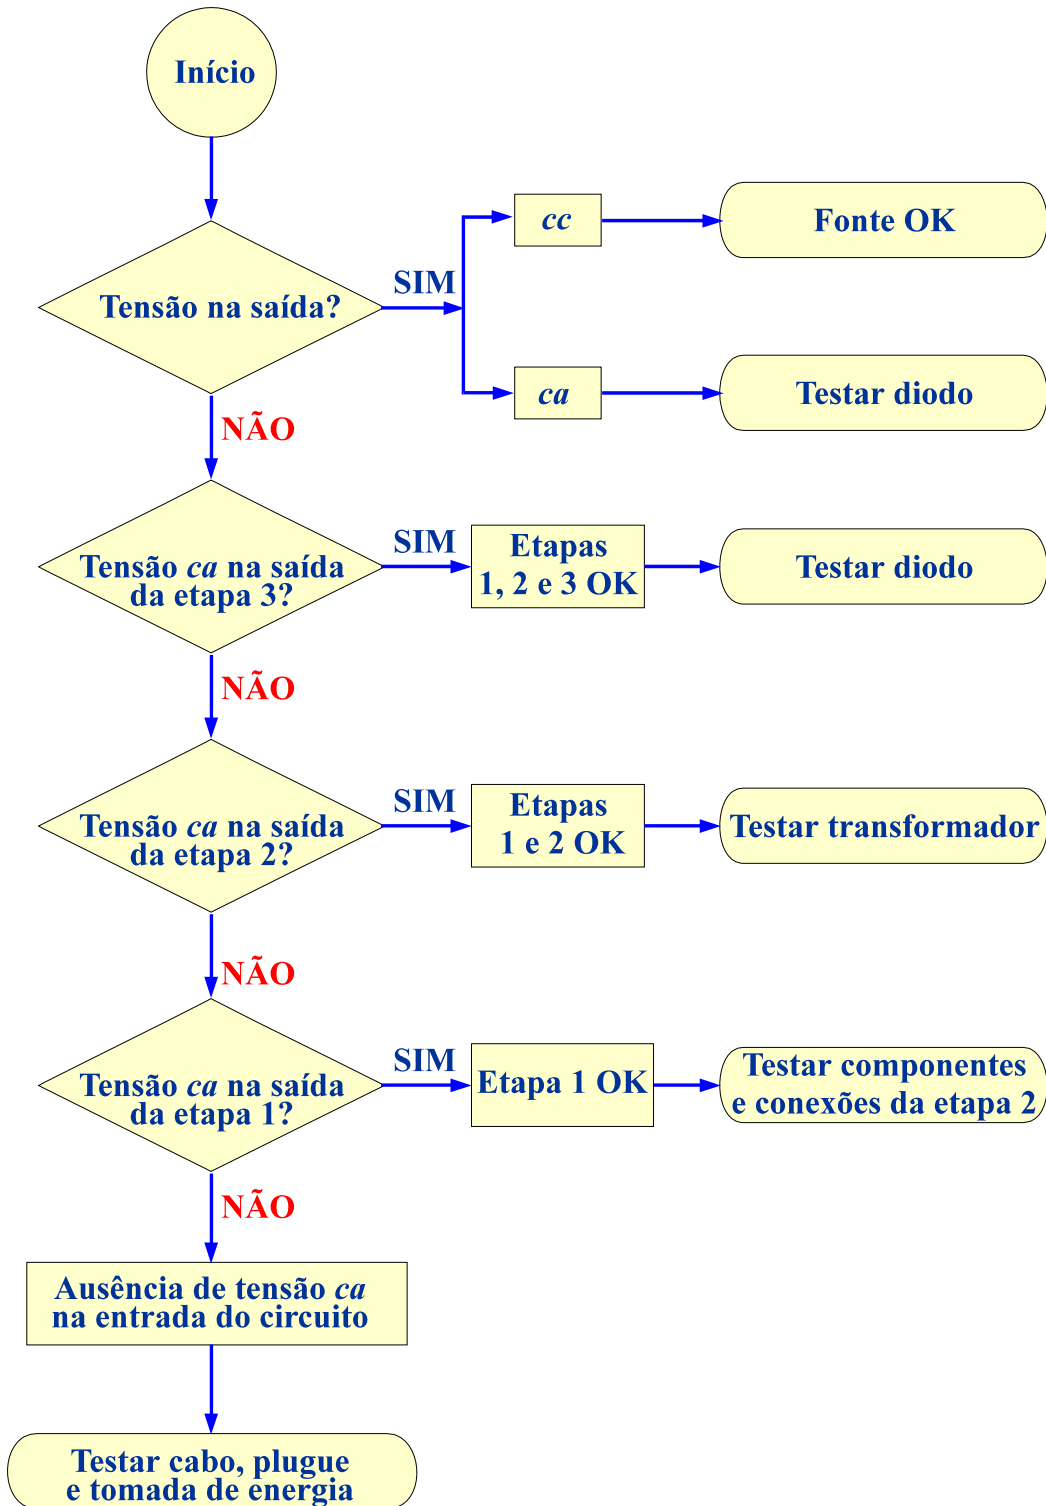 Início
Tensão na saída?
SIM
cc
Fonte OK
ca
Testar diodo
NÃO
Tensão ca na saída
da etapa 3?
SIM
Etapas
1, 2 e 3 OK
Testar diodo
NÃO
Tensão ca na saída
da etapa 2?
SIM
Etapas
1 e 2 OK
Testar transformador
NÃO
Tensão ca na saída
da etapa 1?
SIM
Etapa 1 OK
Testar componentes
e conexões da etapa 2
NÃO
Ausência de tensão ca
na entrada do circuito
Testar cabo, plugue
e tomada de energia